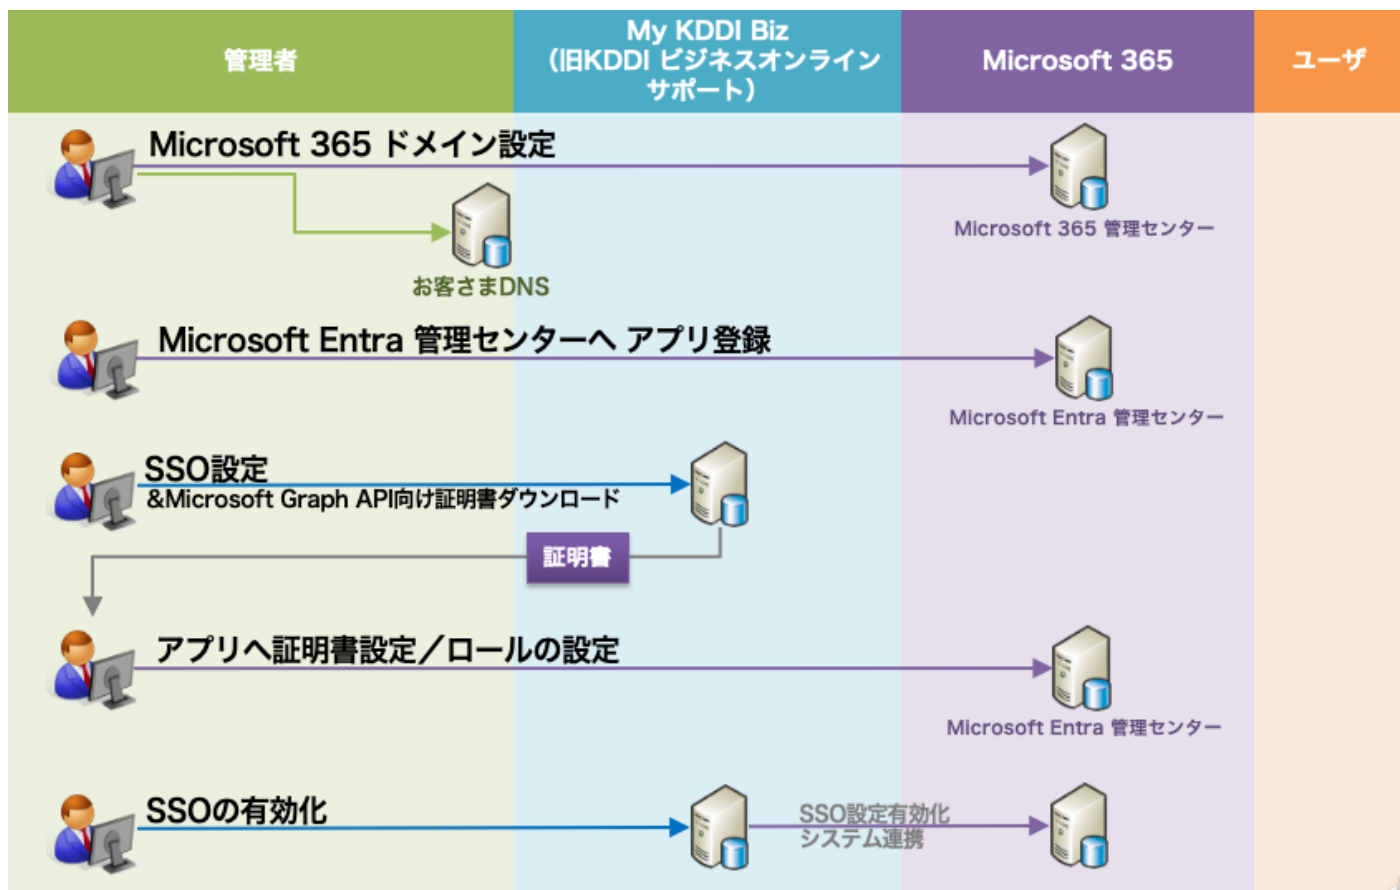 管理者
My KDDI Biz
（旧KDDI ビジネスオンライン
サポート）
Microsoft 365
ユーザ
Microsoft 365 ドメイン設定
Microsoft 365 管理センター
お客さまDNS
Microsoft Entra 管理センターへ アプリ登録
Microsoft Entra 管理センター
SSO設定
&Microsoft Graph API向け証明書ダウンロード
証明書
アプリへ証明書設定／ロールの設定
Microsoft Entra 管理センター
SSOの有効化
SSO設定有効化
システム連携